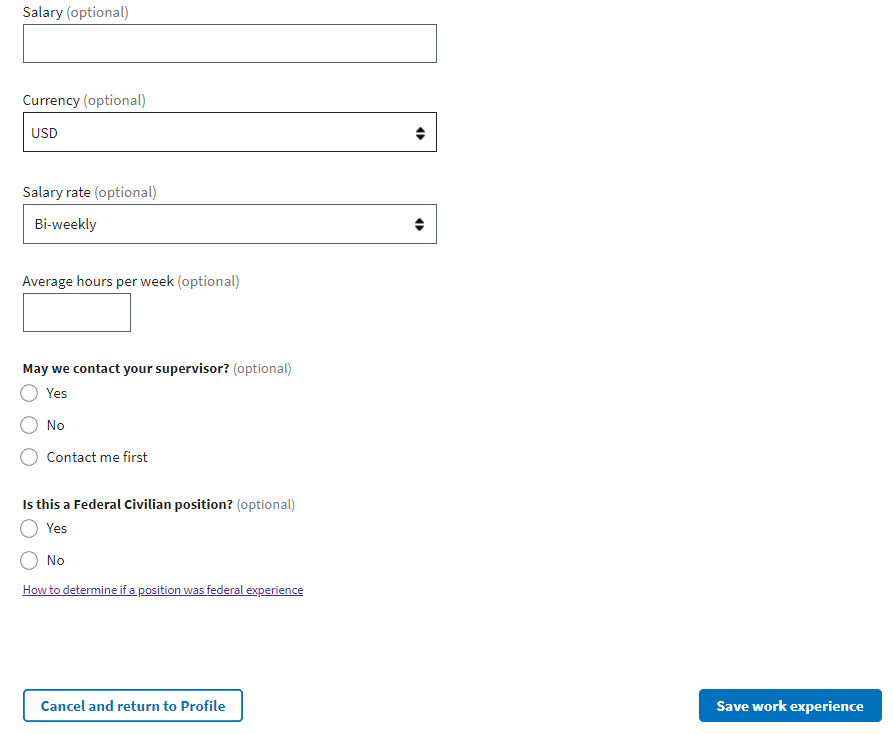 Salary (optional)
Currency (optional)
USD
Salary rate (optional)
Bi-weekly
Average hours per week (optional)
May we contact your supervisor? (optional)
Yes
No
Contact me first
Is this a Federal Civilian position? (optional)
Yes
No
How to determine if a position was federal experience
Cancel and return to Profile
Save work experience